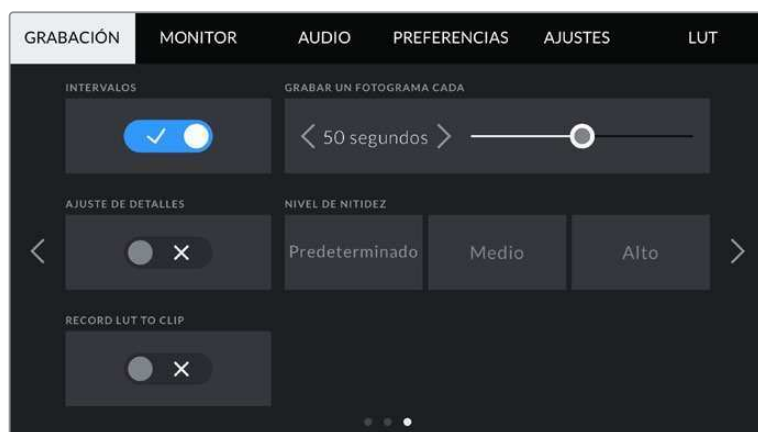 GRABACIÓN MONITOR AUDIO PREFERENCIAS AJUSTES LUT
INTERVALOS GRABAR UN FOTOGRAMA CADA
50 segundos
AJUSTE DE DETALLES NIVEL DE NITIDEZ
Predeterminado Medio Alto
RECORD LUT TO CLIP